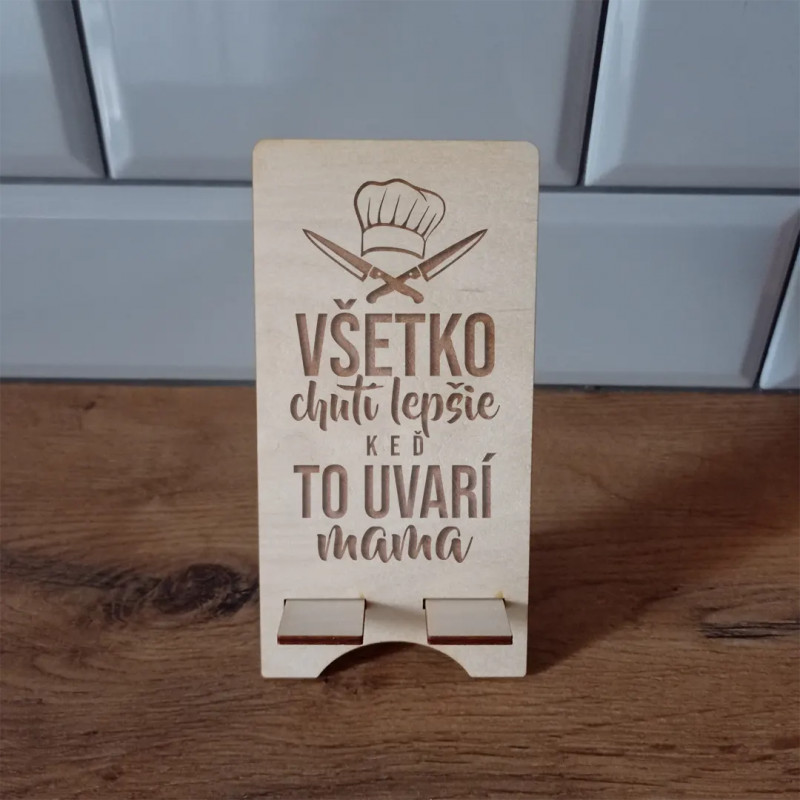 VŠETKO
chutí lepšie
KEĎ
TO UVARÍ
mama